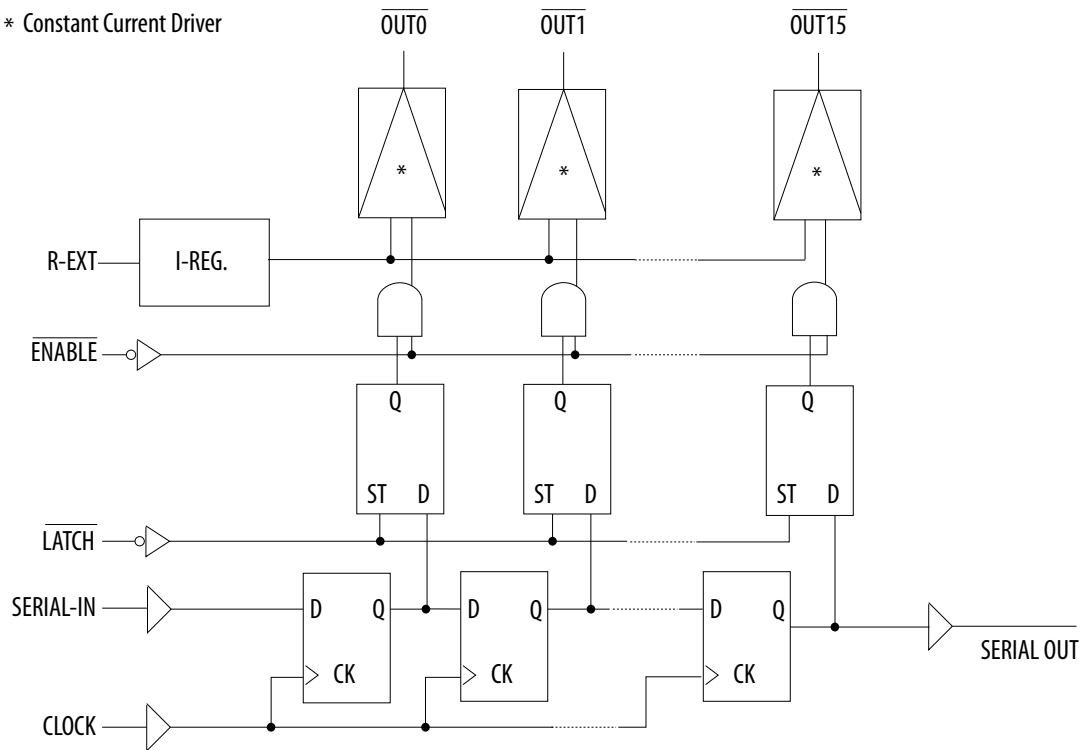 * Constant Current Driver
OUT0 OUT1 OUT15
* * *
R-EXT I-REG.
ENABLE
Q Q Q
ST D ST D ST D
LATCH
SERIAL-IN D Q D Q D Q
SERIAL OUT
CK CK CK
CLOCK